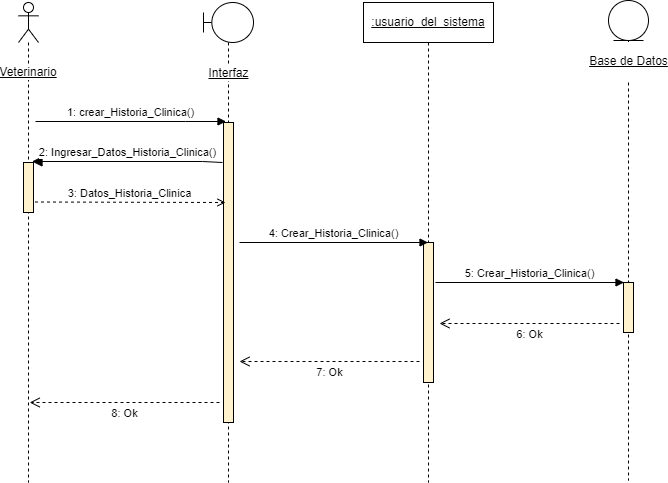 :usuario_del_sistema
Veterinario
Interfaz
Base de Datos
1: crear_Historia_Clinica()
2: Ingresar_Datos_Historia_Clinica()
3: Datos_Historia_Clinica
4: Crear_Historia_Clinica()
5: Crear_Historia_Clinica()
6: Ok
7: Ok
8: Ok